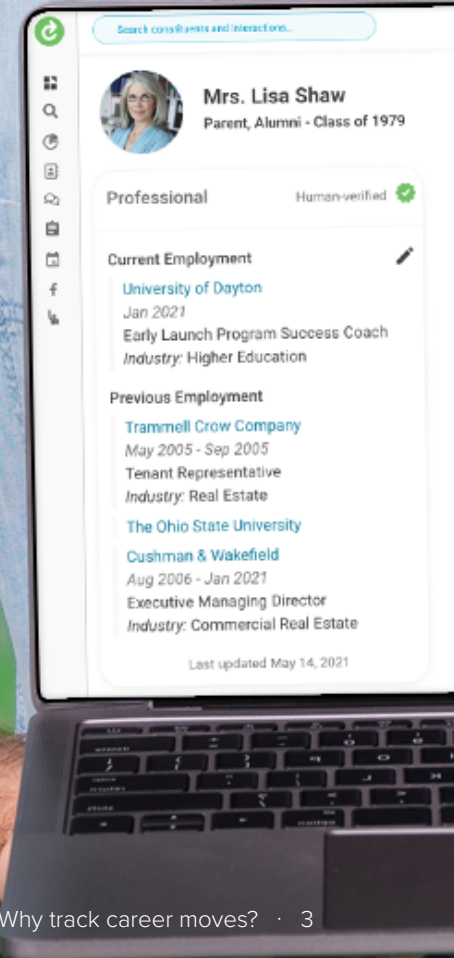 Search constituents and interactions...
Mrs. Lisa Shaw
Parent, Alumni - Class of 1979
Professional
Human-verified
Current Employment
University of Dayton
Jan 2021
Early Launch Program Success Coach
Industry: Higher Education
Previous Employment
Trammell Crow Company
May 2005 - Sep 2005
Tenant Representative
Industry: Real Estate
The Ohio State University
Cushman & Wakefield
Aug 2006 - Jan 2021
Executive Managing Director
Industry: Commercial Real Estate
Last updated May 14, 2021
Why track career moves? · 3